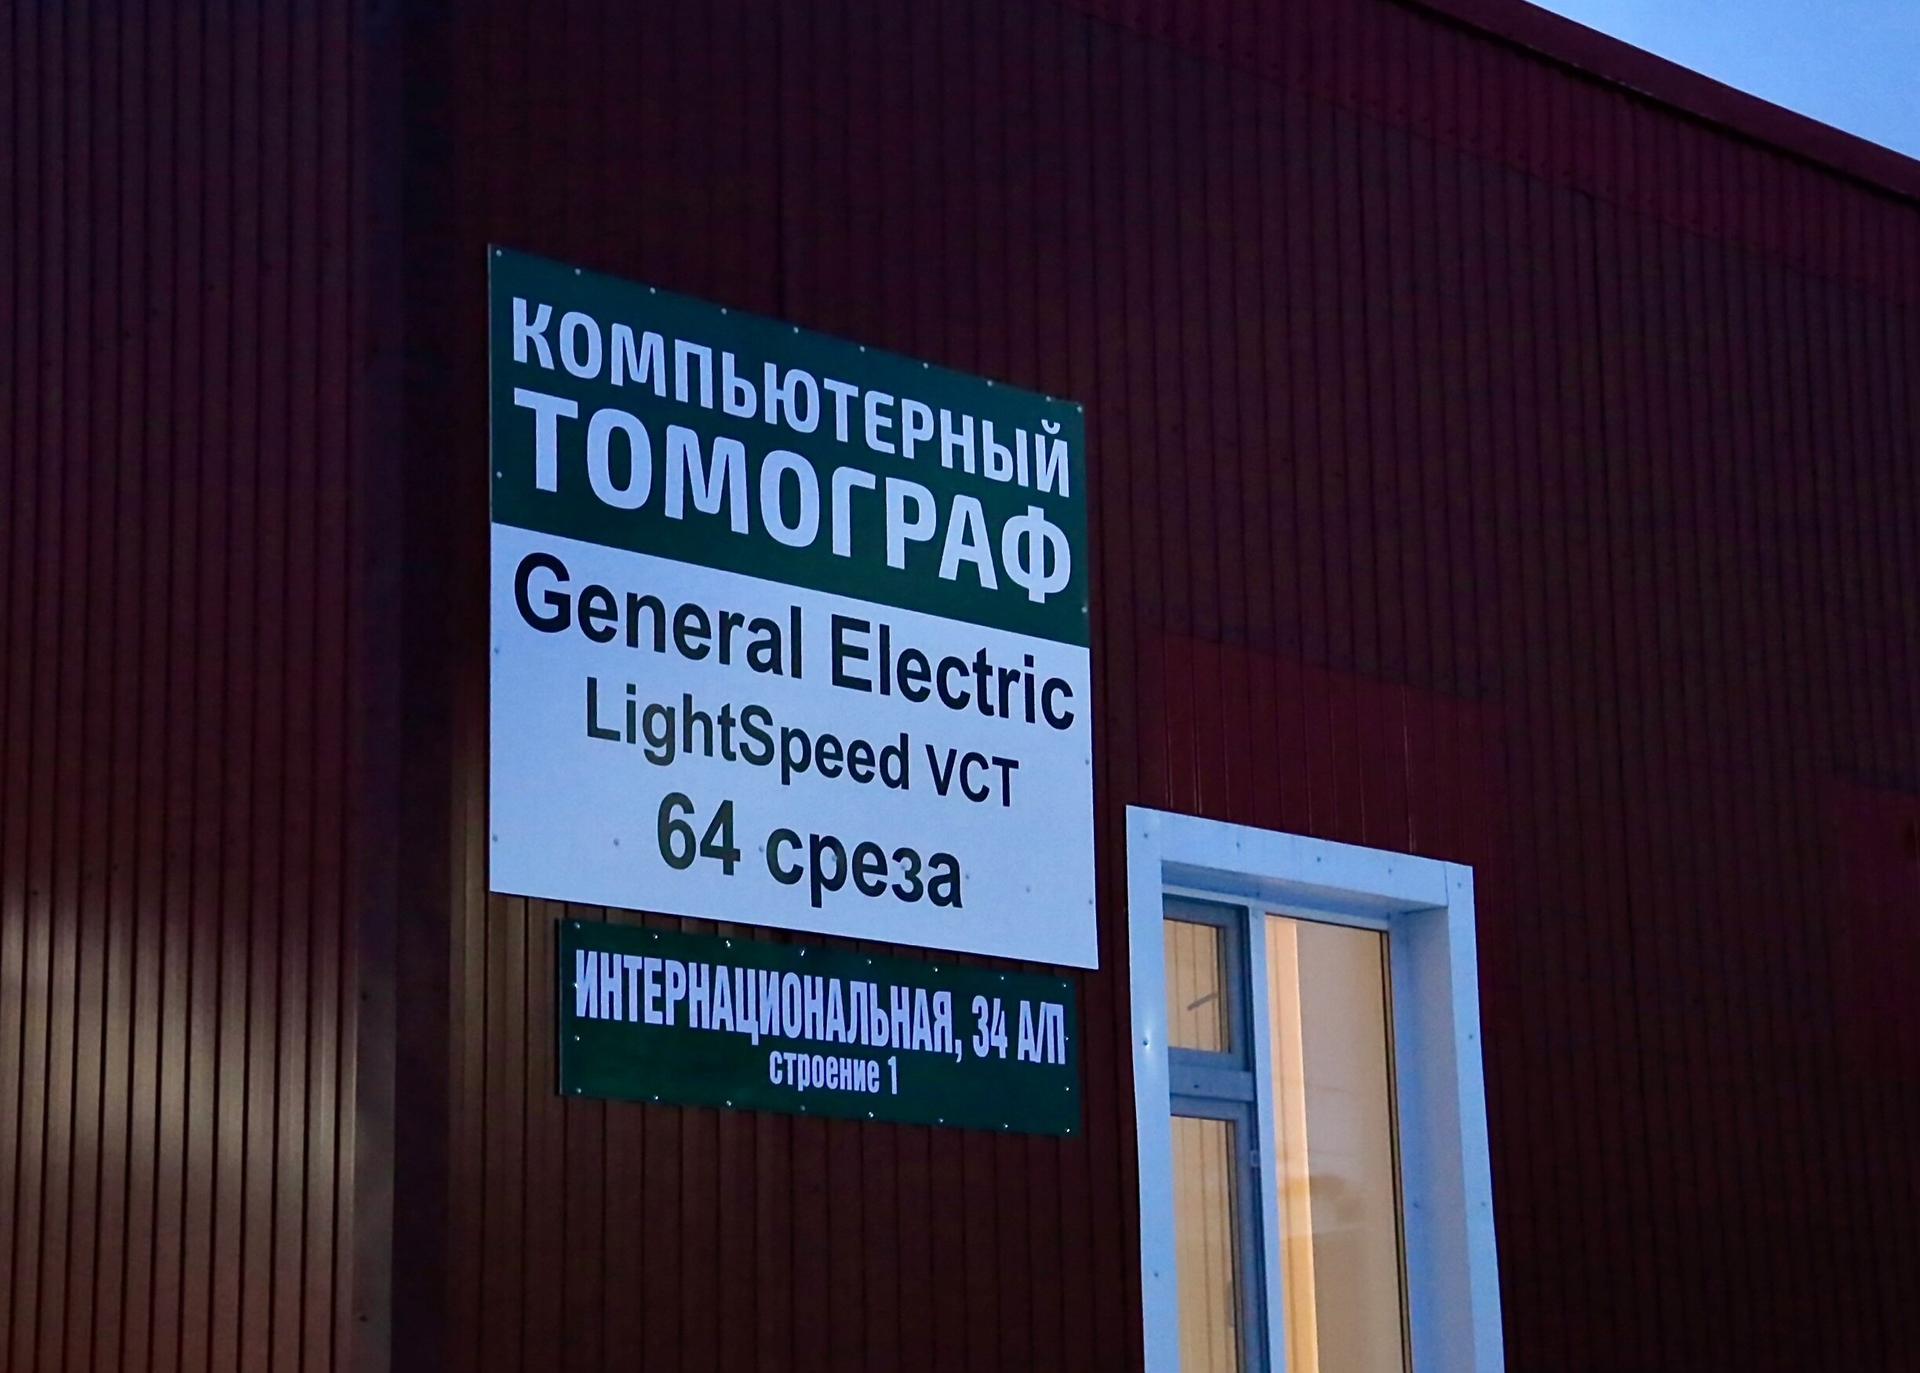 КОМПЬЮТЕРНЫЙ
ТОМОГРАФ
General Electric
LightSpeed VCT
64 среза
ИНТЕРНАЦИОНАЛЬНАЯ, 34 А/П
строение 1